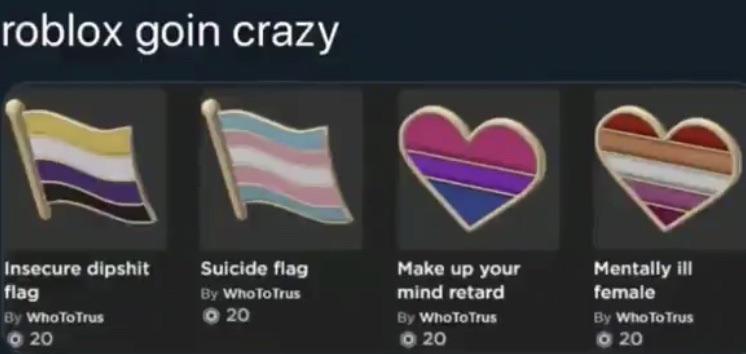 roblox goin crazy
Insecure dipshit
flag
By WhoToTrus
20
Suicide flag
By WhoToTrus
20
Make up your
mind retard
By WhoToTrus
20
Mentally ill
female
By WhoToTrus
20